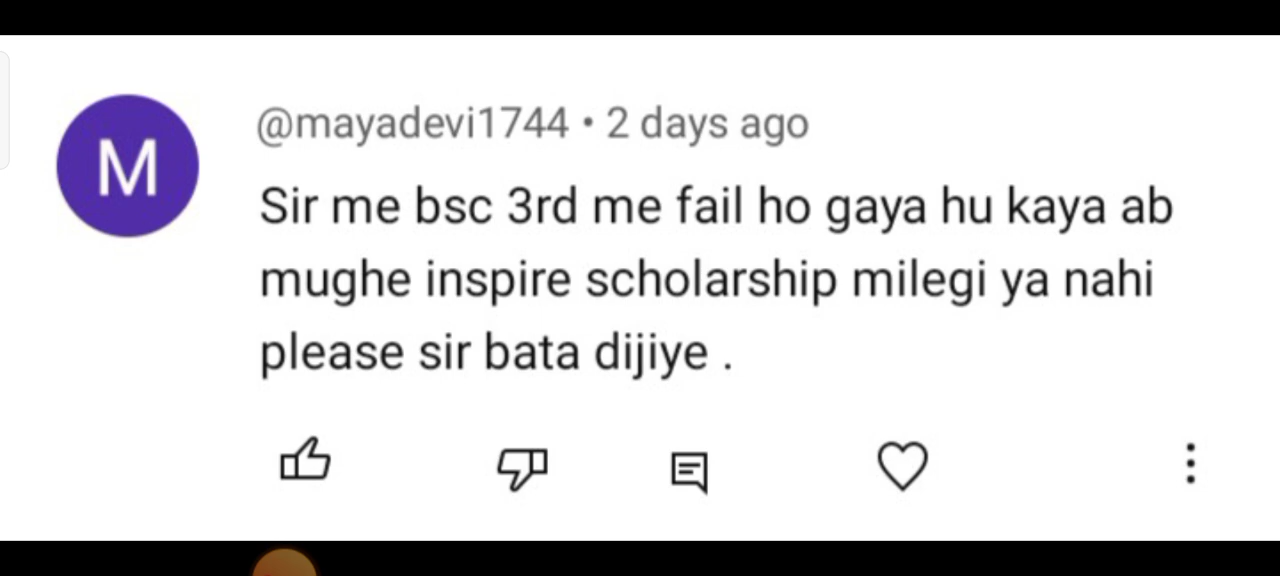 M
@mayadevi1744 • 2 days ago
Sir me bsc 3rd me fail ho gaya hu kaya ab
mughe inspire scholarship milegi ya nahi
please sir bata dijiye .